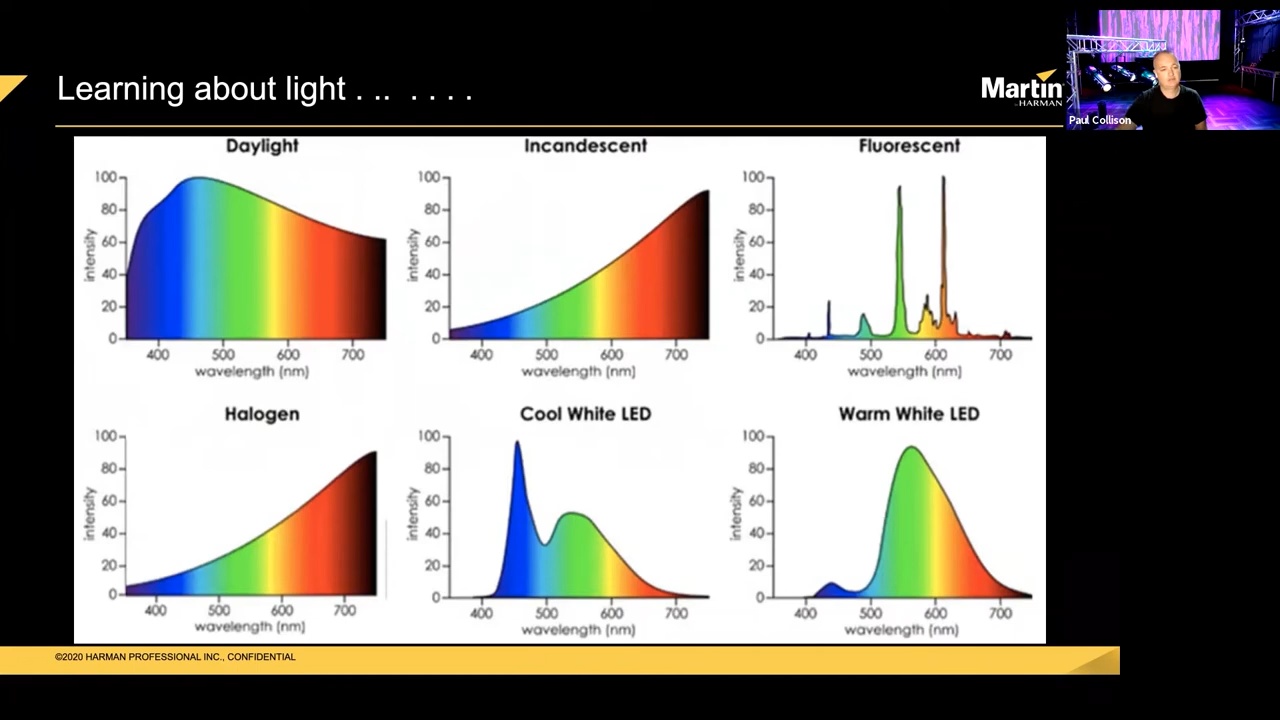 Learning about light . .. . . . .
Martin
by HARMAN
Paul Collison
Daylight
100
80
60
40
20
0
intensity
400 500 600 700
wavelength (nm)
Incandescent
100
80
60
40
20
0
intensity
400 500 600 700
wavelength (nm)
Fluorescent
100
80
60
40
20
0
intensity
400 500 600 700
wavelength (nm)
Halogen
100
80
60
40
20
0
intensity
400 500 600 700
wavelength (nm)
Cool White LED
100
80
60
40
20
0
intensity
400 500 600 700
wavelength (nm)
Warm White LED
100
80
60
40
20
0
intensity
400 500 600 700
wavelength (nm)
©2020 HARMAN PROFESSIONAL INC., CONFIDENTIAL